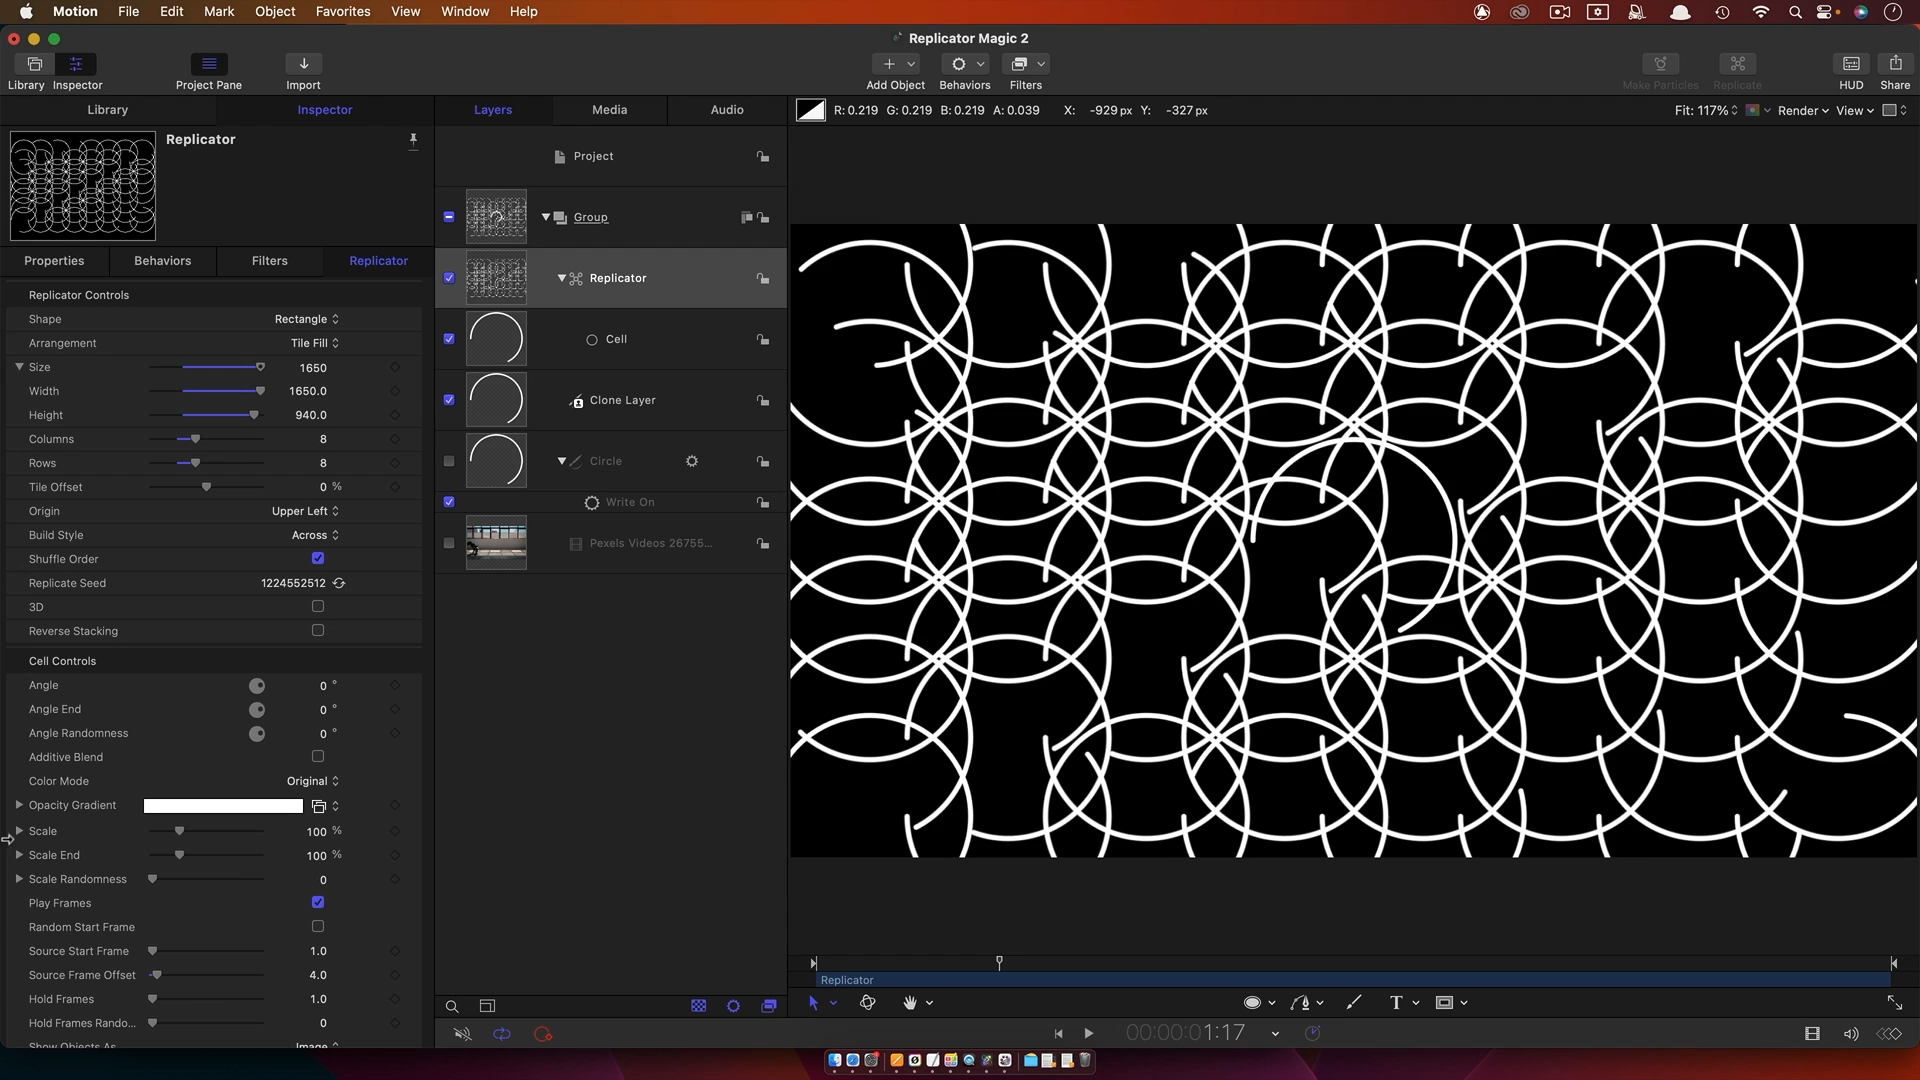 Motion File Edit Mark Object Favorites View Window Help
Replicator Magic 2
Library Inspector Project Pane Import Add Object Behaviors Filters Make Particles Replicate HUD Share
Library Inspector Layers Media Audio R: 0.219 G: 0.219 B: 0.219 A: 0.039 X: -929 px Y: -327 px Fit: 117% Render View
Replicator
Project
Group
Properties Behaviors Filters Replicator
Replicator
Replicator Controls
Shape Rectangle
Arrangement Tile Fill
Cell
Size 1650
Width 1650.0
Clone Layer
Height 940.0
Columns 8
Rows 8
Circle
Tile Offset 0 %
Write On
Origin Upper Left
Build Style Across
Pexels Videos 26755...
Shuffle Order
Replicate Seed 1224552512
3D
Reverse Stacking
Cell Controls
Angle 0 °
Angle End 0 °
Angle Randomness 0 °
Additive Blend
Color Mode Original
Opacity Gradient
Scale 100 %
Scale End 100 %
Scale Randomness 0
Play Frames
Random Start Frame
Source Start Frame 1.0
Source Frame Offset 4.0
Replicator
Hold Frames 1.0
T
Hold Frames Rando... 0
00:00:01:17
Show Objects As Image